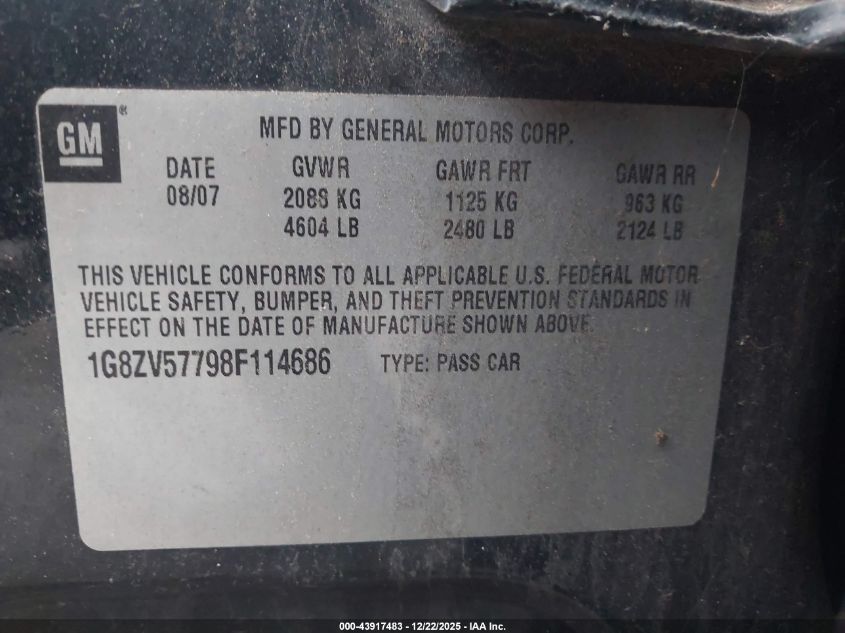 GM®
MFD BY GENERAL MOTORS CORP.
DATE GVWR GAWR FRT GAWR RR
08/07 2088 KG 1125 KG 963 KG
4604 LB 2480 LB 2124 LB
THIS VEHICLE CONFORMS TO ALL APPLICABLE U.S. FEDERAL MOTOR
VEHICLE SAFETY, BUMPER, AND THEFT PREVENTION STANDARDS IN
EFFECT ON THE DATE OF MANUFACTURE SHOWN ABOVE.
1G8ZV57798F114686 TYPE: PASS CAR
000-43917483 - 12/22/2025 - IAA Inc.